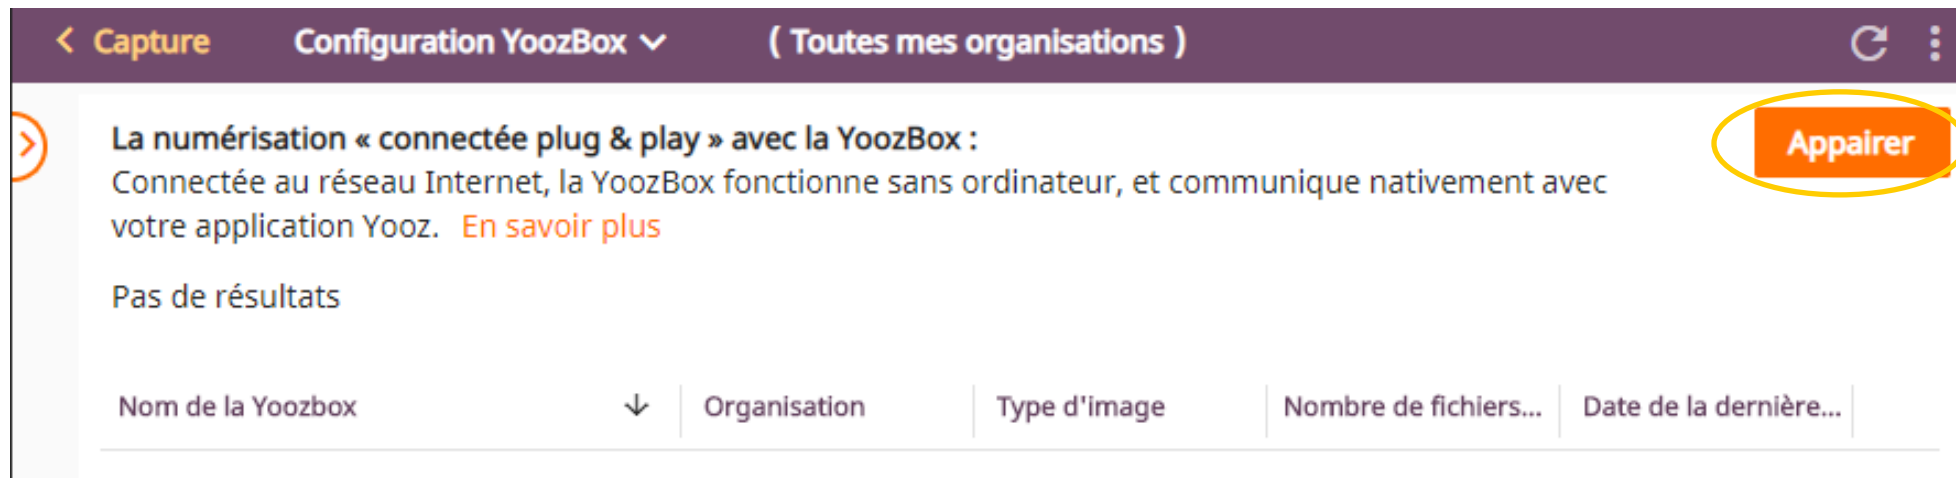 Capture Configuration YoozBox ( Toutes mes organisations )
La numérisation « connectée plug & play » avec la YoozBox :
Appairer
Connectée au réseau Internet, la YoozBox fonctionne sans ordinateur, et communique nativement avec
votre application Yooz. En savoir plus
Pas de résultats
Nom de la Yoozbox Organisation Type d'image Nombre de fichiers... Date de la dernière...